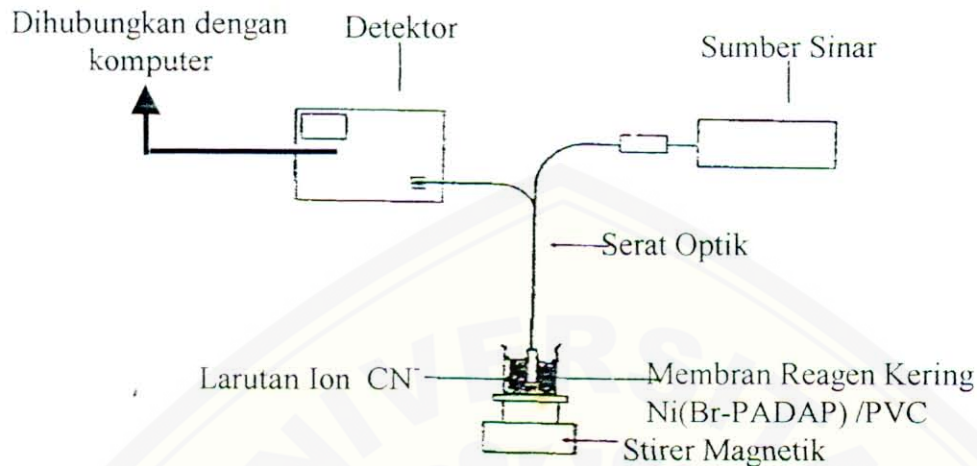 Dihubungkan dengan
komputer
Detektor
Sumber Sinar
Serat Optik
Larutan Ion CN⁻
Membran Reagen Kering
Ni(Br-PADAP) /PVC
Stirer Magnetik
UNIVERSITA